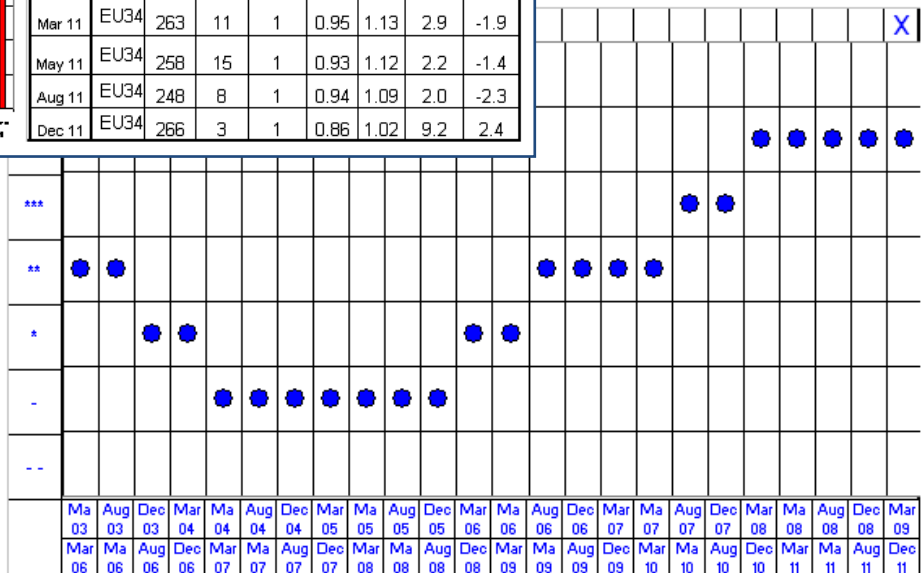 Mar 11 EU34 263 11 1 0.95 1.13 2.9 -1.9
May 11 EU34 258 15 1 0.93 1.12 2.2 -1.4
Aug 11 EU34 248 8 1 0.94 1.09 2.0 -2.3
Dec 11 EU34 266 3 1 0.86 1.02 9.2 2.4
X
***
**
*
-
--
Ma Aug Dec Mar Ma Aug Dec Mar Ma Aug Dec Mar Ma Aug Dec Mar Ma Aug Dec Mar Ma Aug Dec Mar
03 03 03 04 04 04 04 05 05 05 05 06 06 06 06 07 07 07 07 08 08 08 08 09
Mar Ma Aug Dec Mar Ma Aug Dec Mar Ma Aug Dec Mar Ma Aug Dec Mar Ma Aug Dec Mar Ma Aug Dec
06 06 06 06 07 07 07 07 08 08 08 08 09 09 09 09 10 10 10 10 11 11 11 11